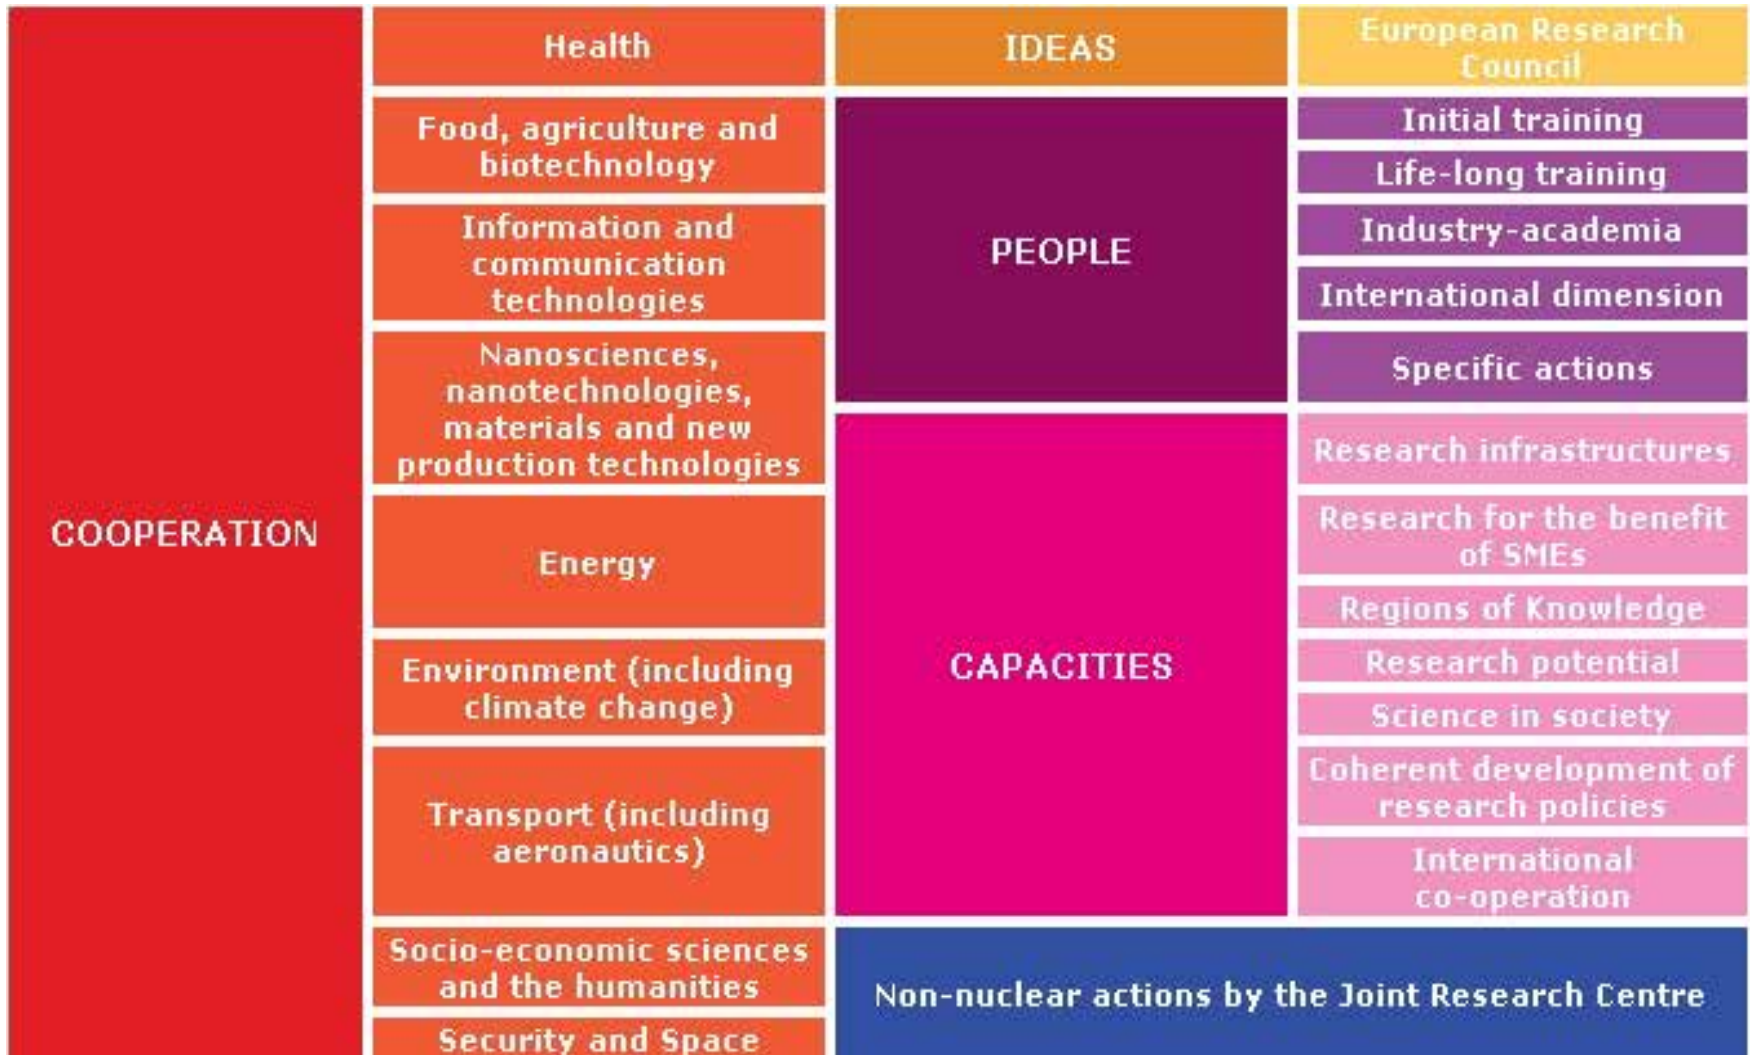 COOPERATION
Health
Food, agriculture and
biotechnology
Information and
communication
technologies
Nanosciences,
nanotechnologies,
materials and new
production technologies
Energy
Environment (including
climate change)
Transport (including
aeronautics)
Socio-economic sciences
and the humanities
Security and Space
IDEAS
European Research
Council
PEOPLE
Initial training
Life-long training
Industry-academia
International dimension
Specific actions
CAPACITIES
Research infrastructures
Research for the benefit
of SMEs
Regions of Knowledge
Research potential
Science in society
Coherent development of
research policies
International
co-operation
Non-nuclear actions by the Joint Research Centre